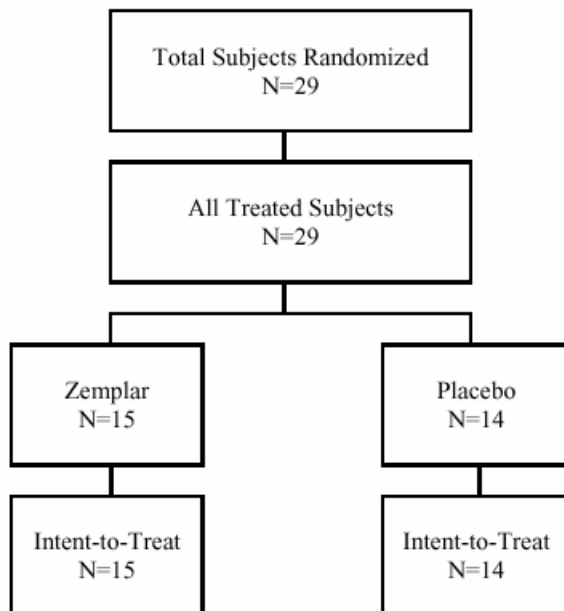 Total Subjects Randomized
N=29
All Treated Subjects
N=29
Zemplar
N=15
Placebo
N=14
Intent-to-Treat
N=15
Intent-to-Treat
N=14